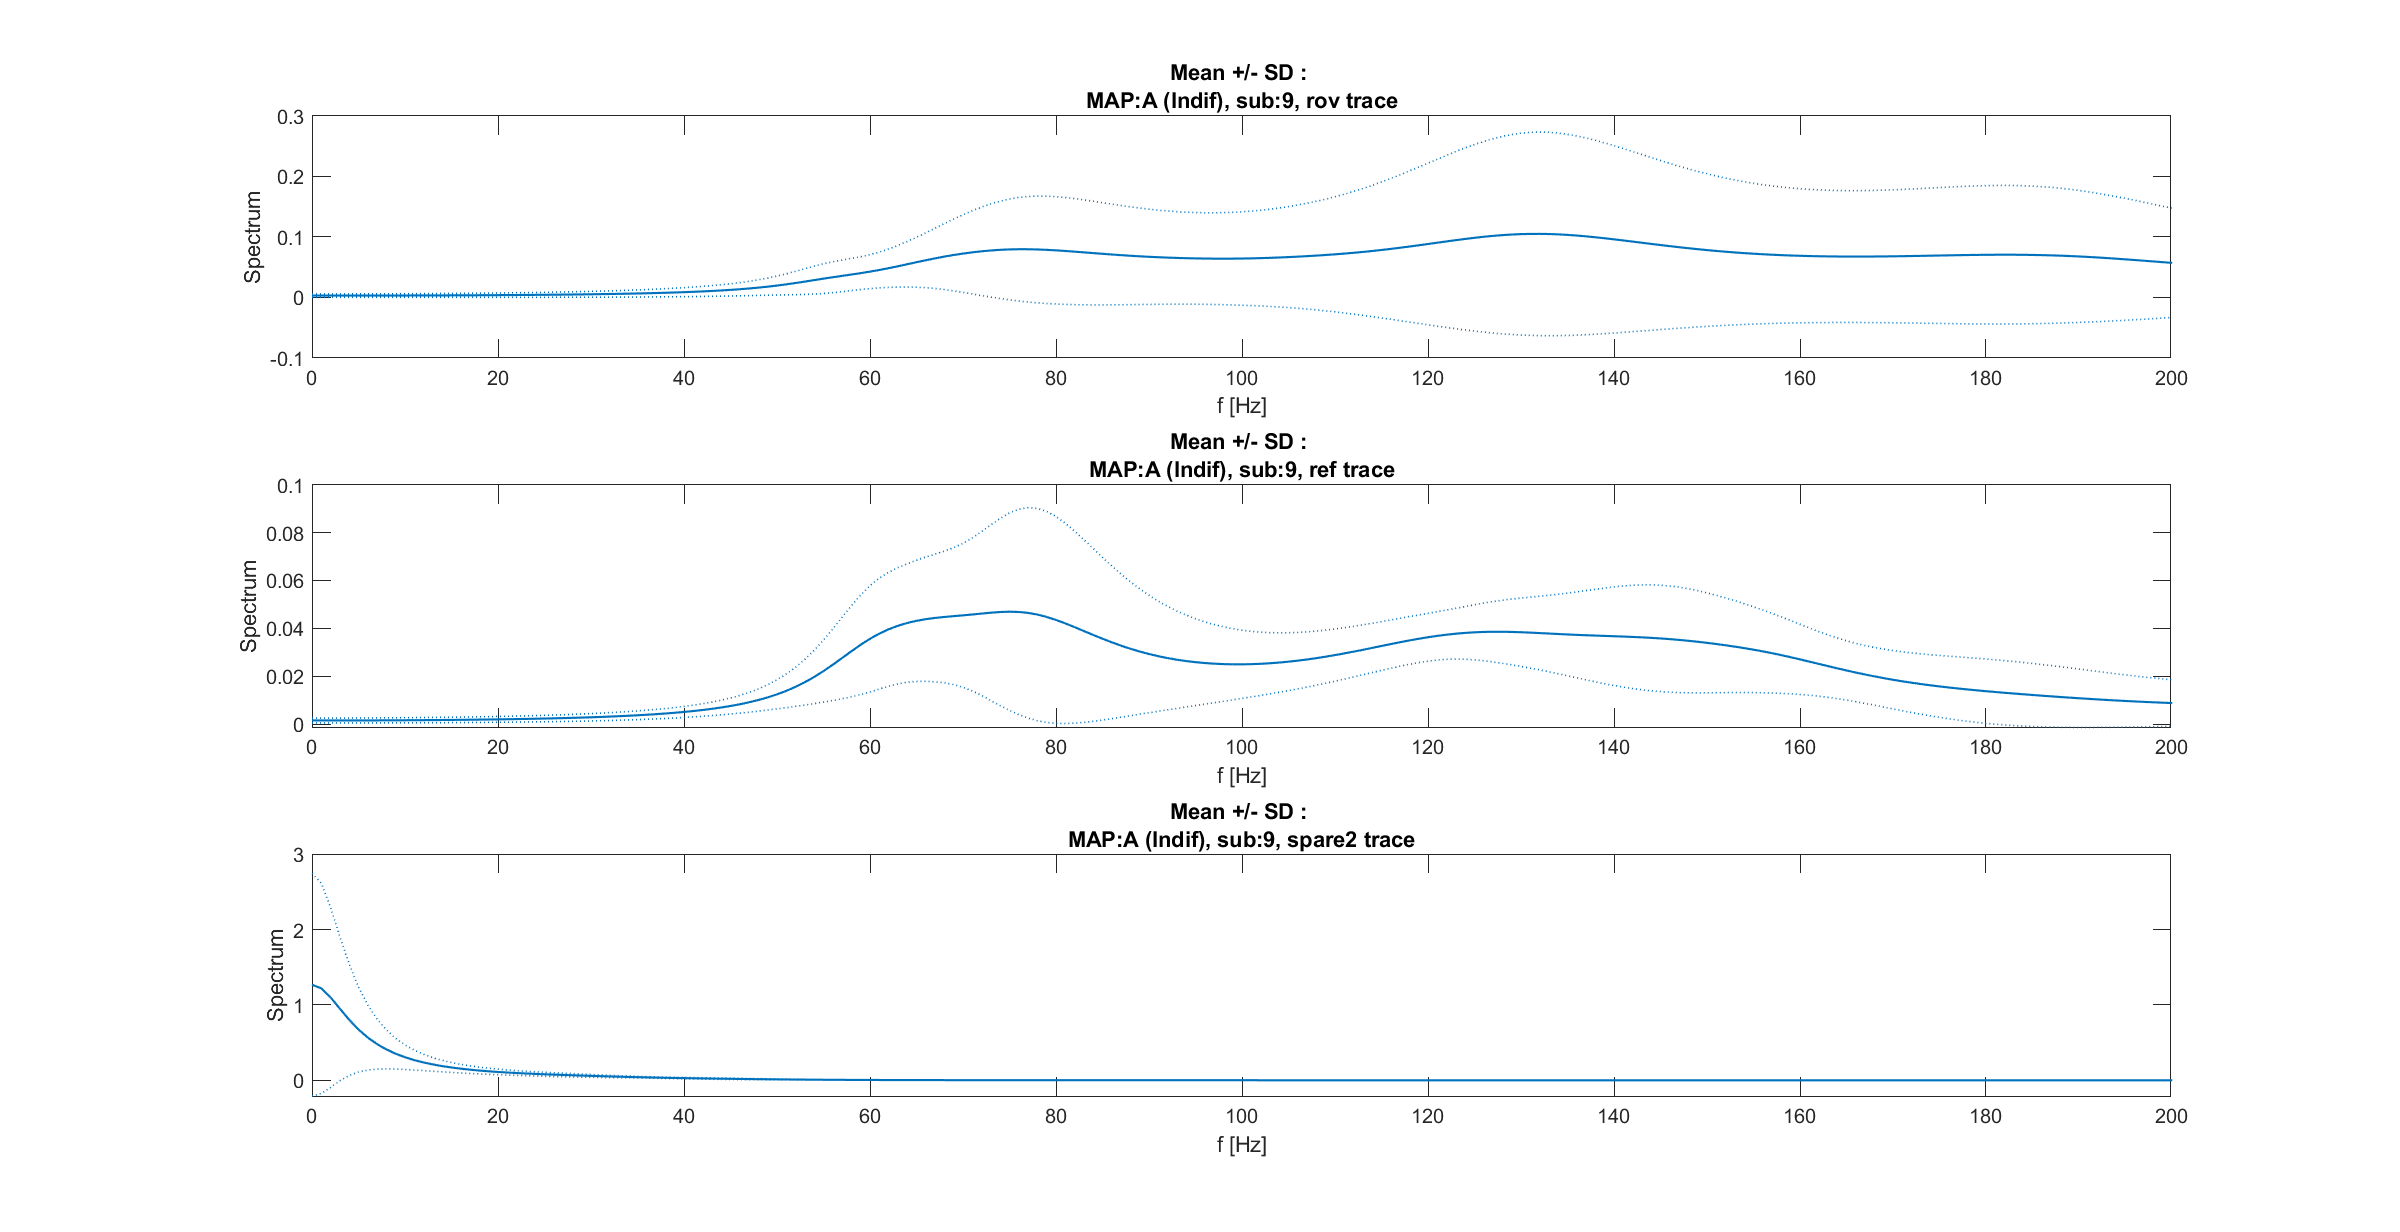 Mean +/- SD :
MAP:A (Indif), sub:9, rov trace
0.3
0.2
0.1
0
-0.1
Spectrum
0 20 40 60 80 100 120 140 160 180 200
f [Hz]
Mean +/- SD :
MAP:A (Indif), sub:9, ref trace
0.1
0.08
0.06
0.04
0.02
0
Spectrum
0 20 40 60 80 100 120 140 160 180 200
f [Hz]
Mean +/- SD :
MAP:A (Indif), sub:9, spare2 trace
3
2
1
0
Spectrum
0 20 40 60 80 100 120 140 160 180 200
f [Hz]